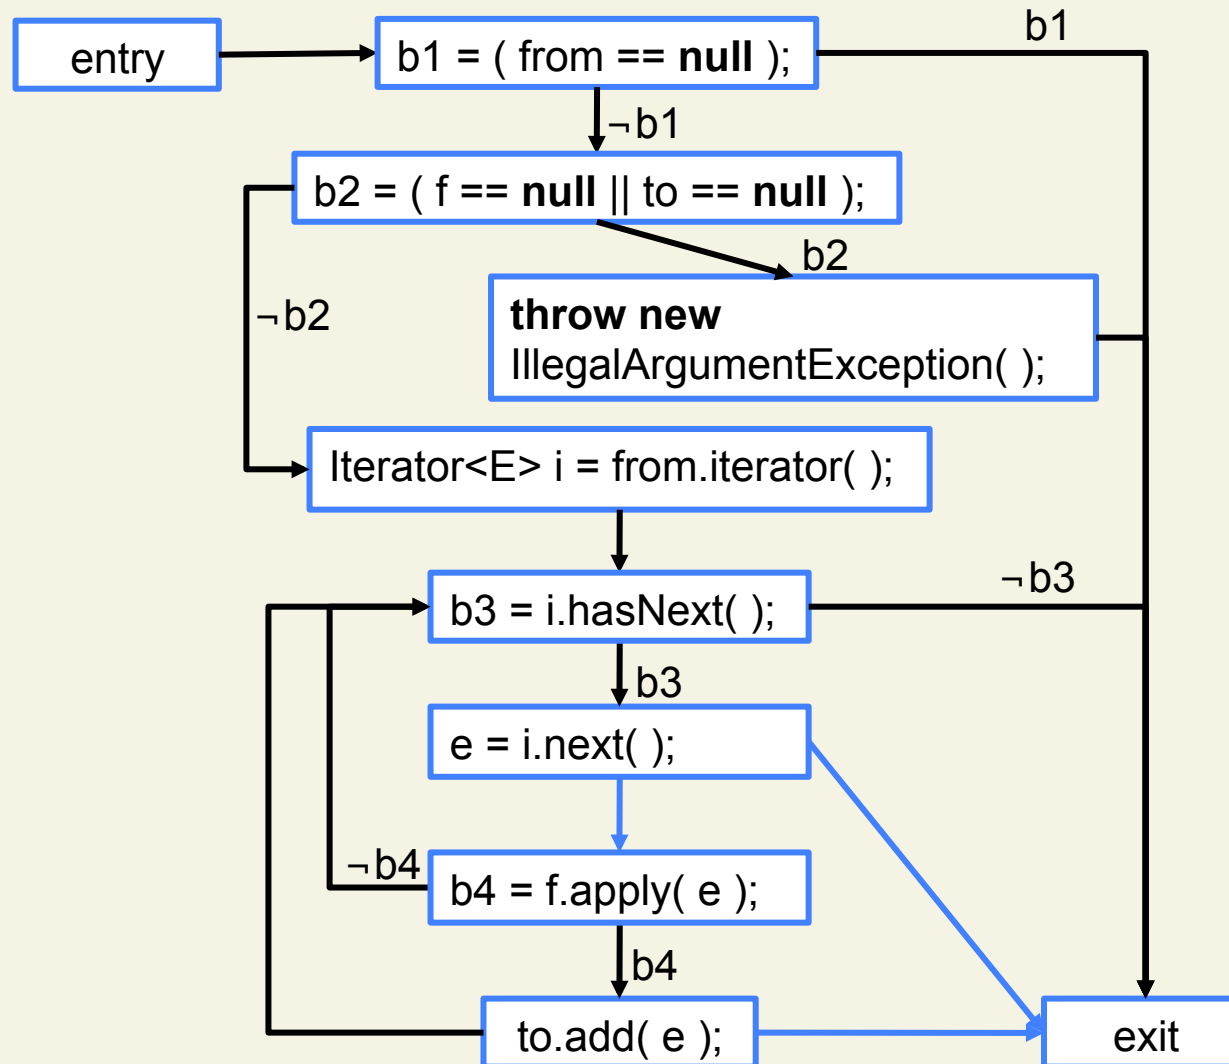 entry
b1 = ( from == null );
b1
¬b1
b2 = ( f == null || to == null );
b2
¬b2
throw new
IllegalArgumentException( );
Iterator<E> i = from.iterator( );
b3 = i.hasNext( );
¬b3
b3
e = i.next( );
¬b4
b4 = f.apply( e );
b4
to.add( e );
exit